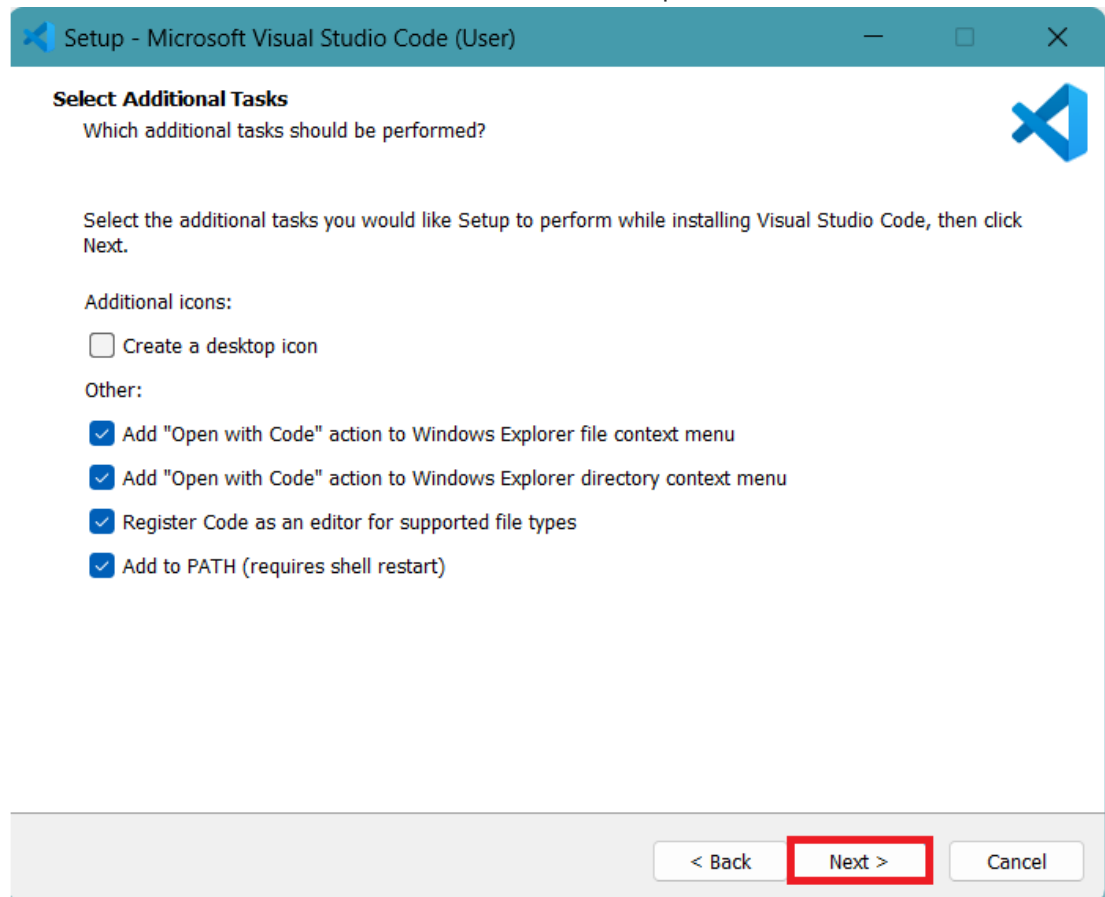 Setup - Microsoft Visual Studio Code (User)
Select Additional Tasks
Which additional tasks should be performed?
Select the additional tasks you would like Setup to perform while installing Visual Studio Code, then click
Next.
Additional icons:
Create a desktop icon
Other:
Add "Open with Code" action to Windows Explorer file context menu
Add "Open with Code" action to Windows Explorer directory context menu
Register Code as an editor for supported file types
Add to PATH (requires shell restart)
< Back Next > Cancel